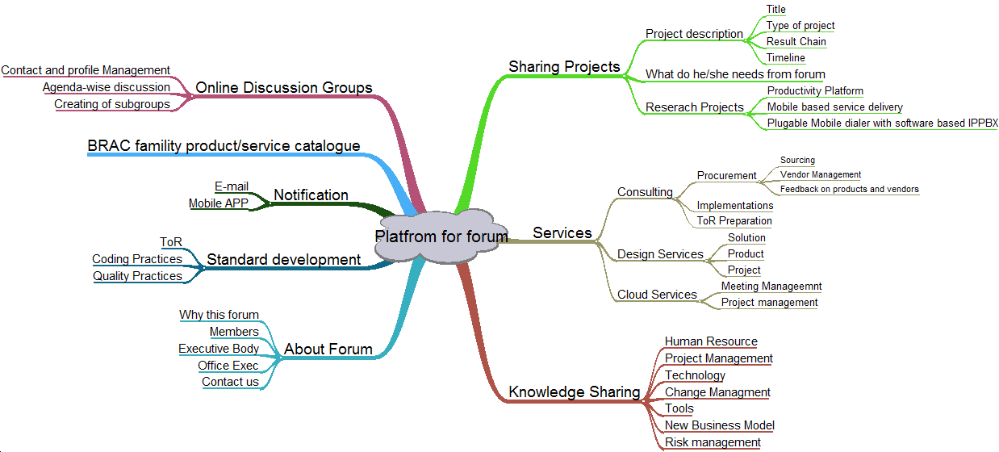 Platfrom for forum
Online Discussion Groups
Contact and profile Management
Agenda-wise discussion
Creating of subgroups
BRAC famility product/service catalogue
Notification
E-mail
Mobile APP
Standard development
ToR
Coding Practices
Quality Practices
About Forum
Why this forum
Members
Executive Body
Office Exec
Contact us
Sharing Projects
Project description
Title
Type of project
Result Chain
Timeline
What do he/she needs from forum
Reserach Projects
Productivity Platform
Mobile based service delivery
Plugable Mobile dialer with software based IPPBX
Services
Consulting
Procurement
Sourcing
Vendor Management
Feedback on products and vendors
Implementations
ToR Preparation
Design Services
Solution
Product
Project
Cloud Services
Meeting Manageemnt
Project management
Knowledge Sharing
Human Resource
Project Management
Technology
Change Managment
Tools
New Business Model
Risk management